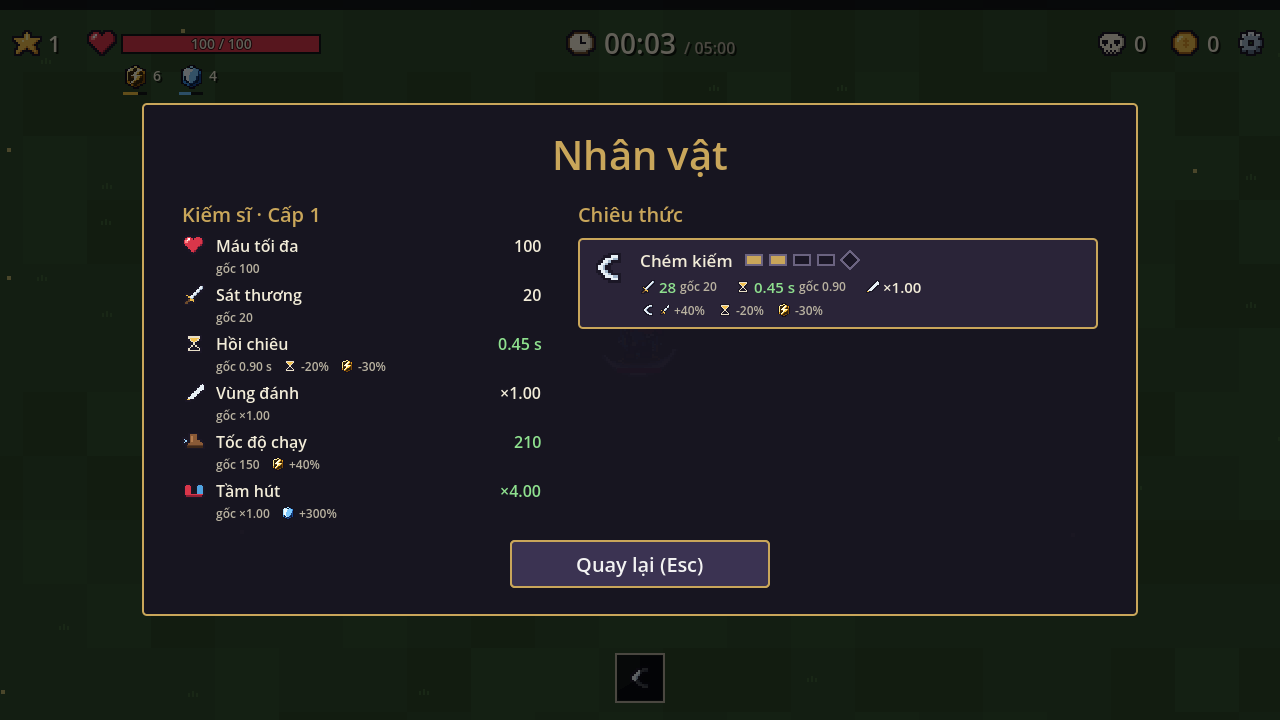 1
100 / 100
00:03 / 05:00
0
0
6
4
Nhân vật
Kiếm sĩ · Cấp 1
Máu tối đa 100
gốc 100
Sát thương 20
gốc 20
Hồi chiêu 0.45 s
gốc 0.90 s -20% -30%
Vùng đánh ×1.00
gốc ×1.00
Tốc độ chạy 210
gốc 150 +40%
Tầm hút ×4.00
gốc ×1.00 +300%
Chiêu thức
Chém kiếm
28 gốc 20 0.45 s gốc 0.90 ×1.00
+40% -20% -30%
Quay lại (Esc)